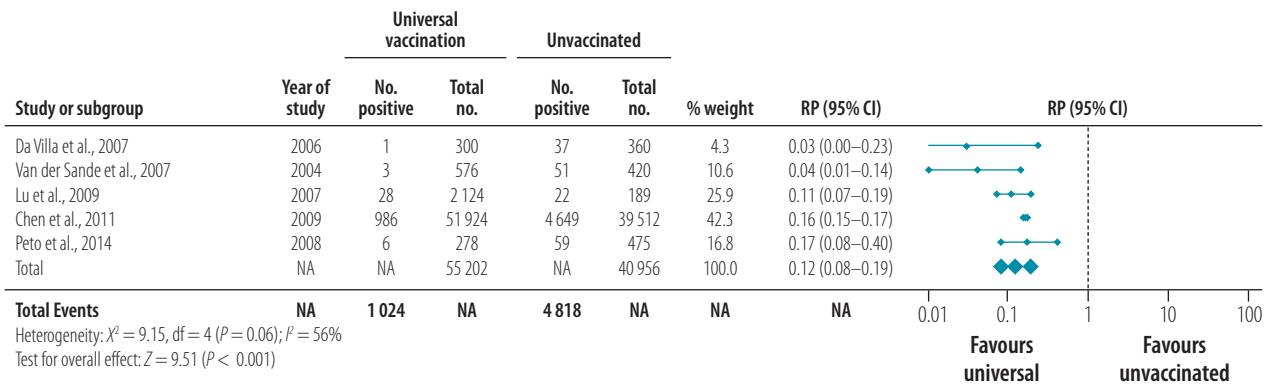 Universal vaccination Unvaccinated
Study or subgroup Year of study No. positive Total no. No. positive Total no. % weight RP (95% CI) RP (95% CI)
Da Villa et al., 2007 2006 1 300 37 360 4.3 0.03 (0.00–0.23)
Van der Sande et al., 2007 2004 3 576 51 420 10.6 0.04 (0.01–0.14)
Lu et al., 2009 2007 28 2 124 22 189 25.9 0.11 (0.07–0.19)
Chen et al., 2011 2009 986 51 924 4 649 39 512 42.3 0.16 (0.15–0.17)
Peto et al., 2014 2008 6 278 59 475 16.8 0.17 (0.08–0.40)
Total NA NA 55 202 NA 40 956 100.0 0.12 (0.08–0.19)
Total Events NA 1 024 NA 4 818 NA NA NA
0.01 0.1 1 10 100
Heterogeneity: X² = 9.15, df = 4 (P = 0.06); I² = 56%
Test for overall effect: Z = 9.51 (P < 0.001)
Favours universal Favours unvaccinated